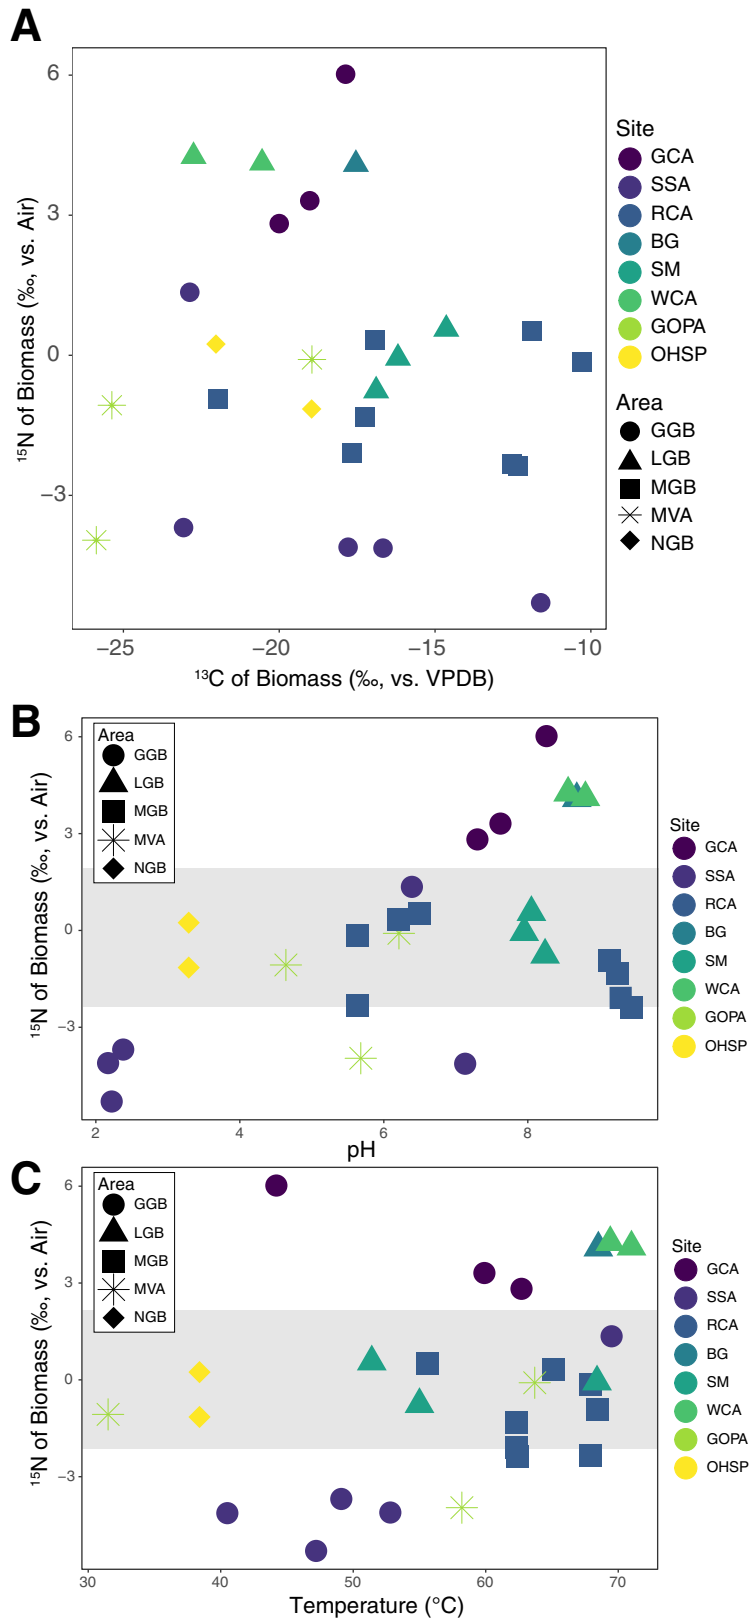 A
6
3
0
−3
¹⁵N of Biomass (‰, vs. Air)
−25
−20
−15
−10
¹³C of Biomass (‰, vs. VPDB)
Site
GCA
SSA
RCA
BG
SM
WCA
GOPA
OHSP
Area
GGB
LGB
MGB
MVA
NGB
B
6
3
0
−3
¹⁵N of Biomass (‰, vs. Air)
Area
GGB
LGB
MGB
MVA
NGB
2
4
6
8
pH
Site
GCA
SSA
RCA
BG
SM
WCA
GOPA
OHSP
C
6
3
0
−3
¹⁵N of Biomass (‰, vs. Air)
Area
GGB
LGB
MGB
MVA
NGB
30
40
50
60
70
Temperature (°C)
Site
GCA
SSA
RCA
BG
SM
WCA
GOPA
OHSP